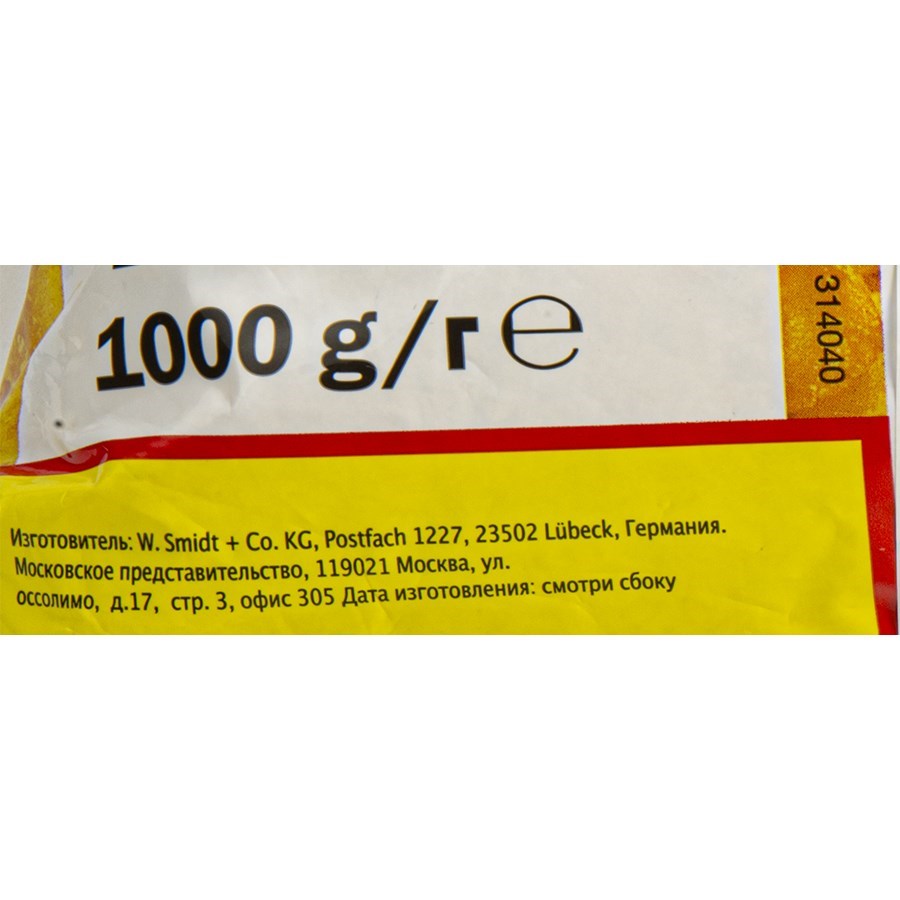 1000 g/г ℮
314040
Изготовитель: W. Smidt + Co. KG, Postfach 1227, 23502 Lübeck, Германия.
Московское представительство, 119021 Москва, ул.
оссолимо, д.17, стр. 3, офис 305 Дата изготовления: смотри сбоку